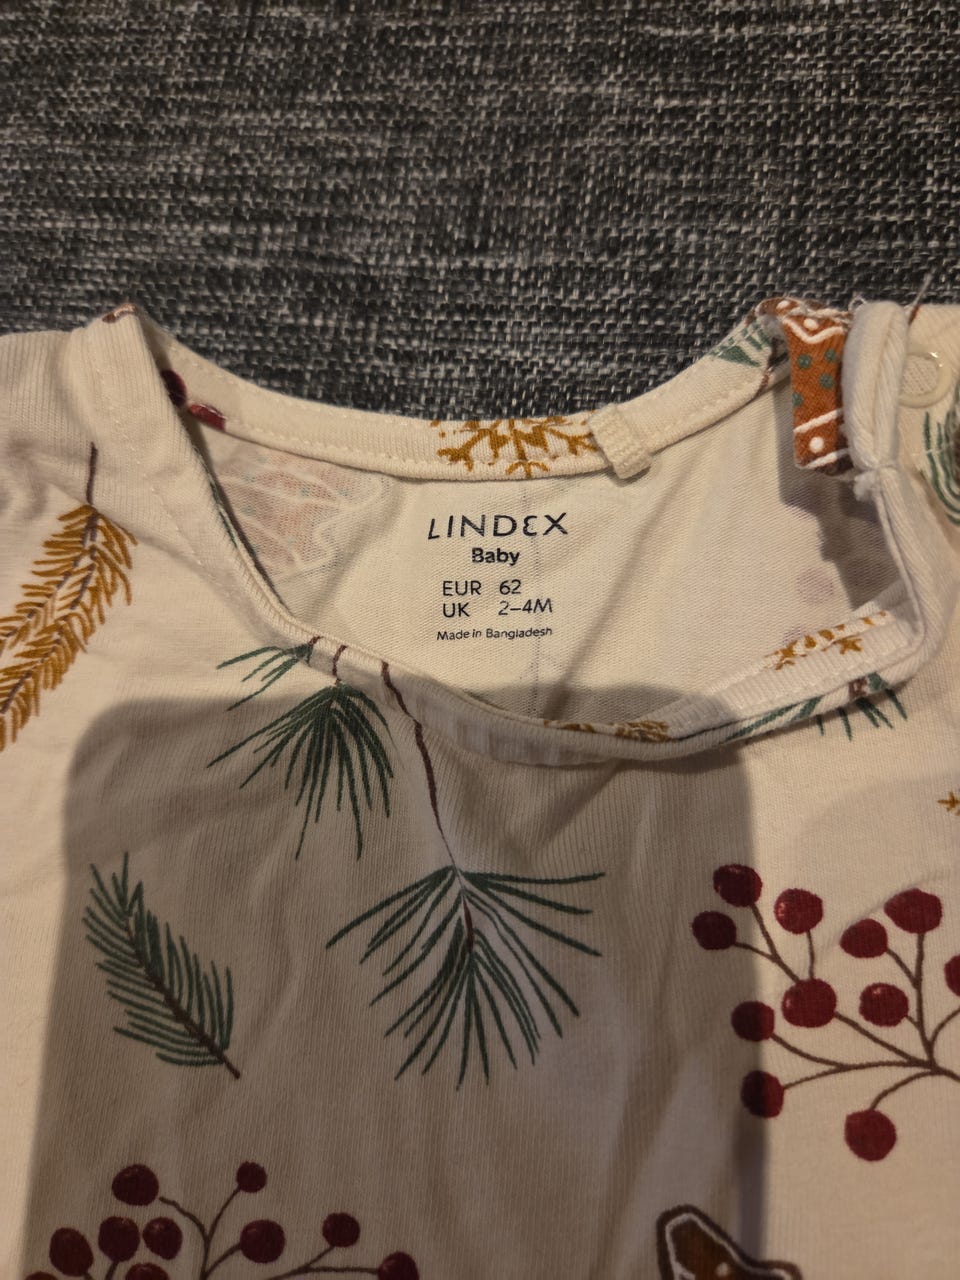 LINDEX
Baby
EUR 62
UK 2–4M
Made in Bangladesh